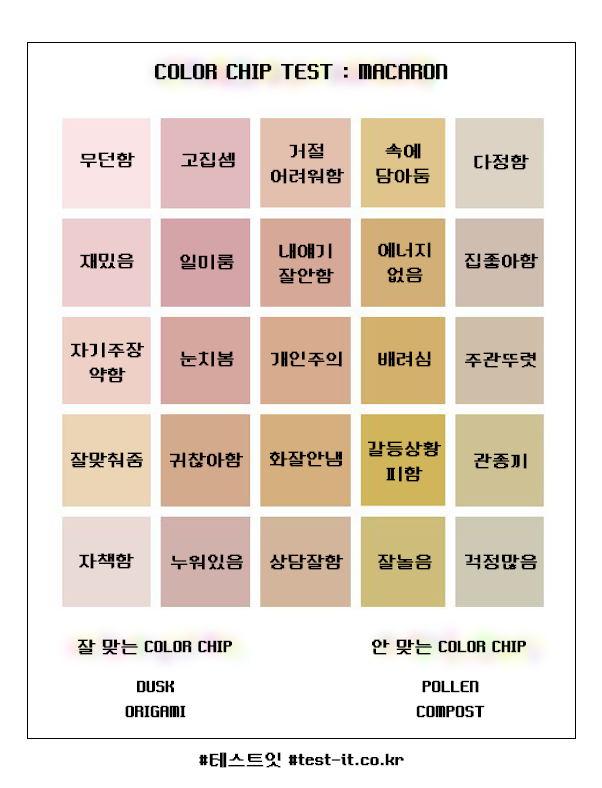 COLOR CHIP TEST : MACARON
무던함
고집셈
거절
어려워함
속에
담아둠
다정함
재밌음
일미룸
내얘기
잘안함
에너지
없음
집좋아함
자기주장
약함
눈치봄
개인주의
배려심
주관뚜렷
잘맞춰줌
귀찮아함
화잘안냄
갈등상황
피함
관종끼
자책함
누워있음
상담잘함
잘놀음
걱정많음
잘 맞는 COLOR CHIP
안 맞는 COLOR CHIP
DUSK
ORIGAMI
POLLEN
COMPOST
#테스트잇 #test-it.co.kr